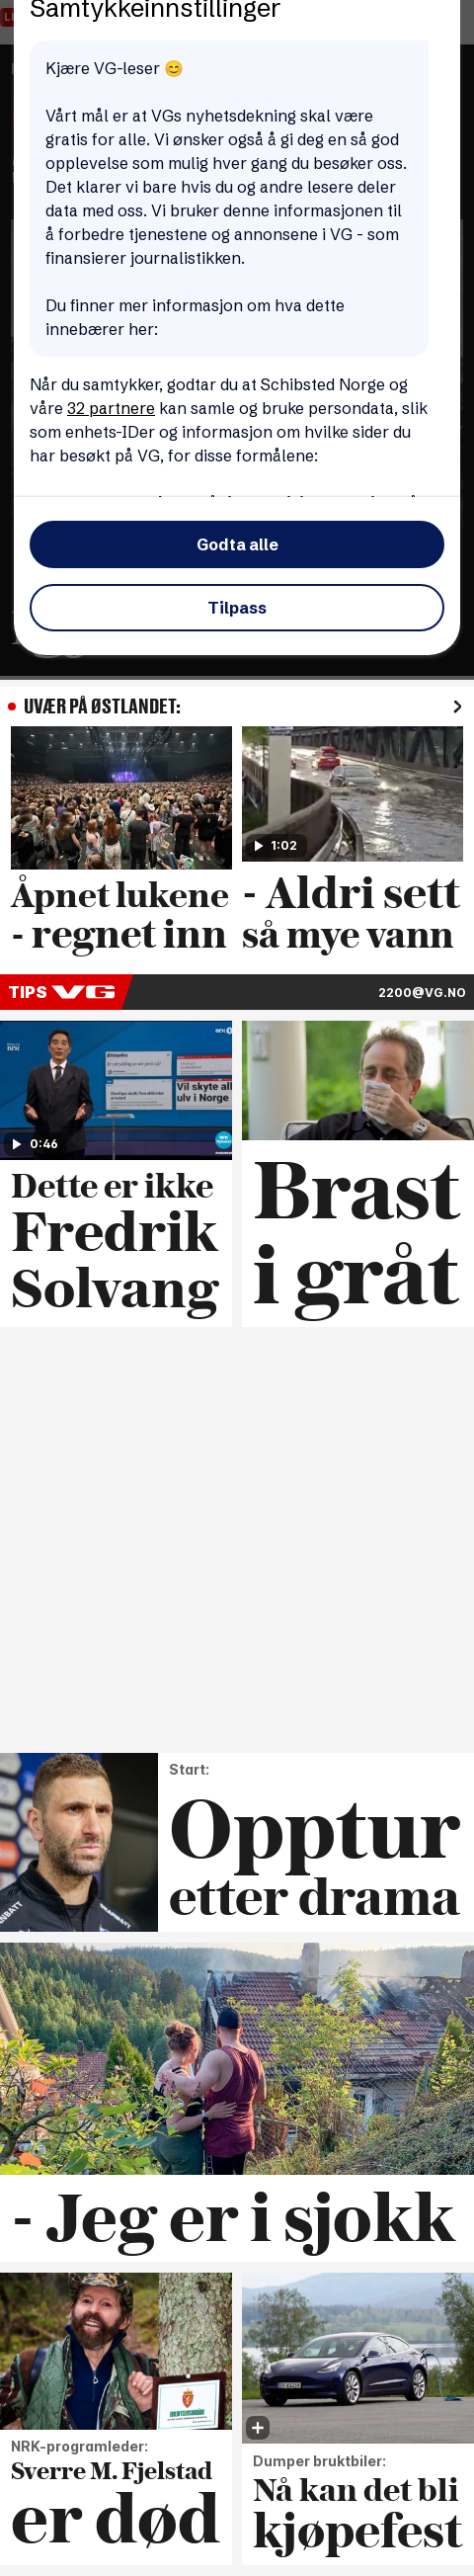 Samtykkeinnstillinger
Kjære VG-leser 😊
Vårt mål er at VGs nyhetsdekning skal være
gratis for alle. Vi ønsker også å gi deg en så god
opplevelse som mulig hver gang du besøker oss.
Det klarer vi bare hvis du og andre lesere deler
data med oss. Vi bruker denne informasjonen til
å forbedre tjenestene og annonsene i VG - som
finansierer journalistikken.
Du finner mer informasjon om hva dette
innebærer her:
Når du samtykker, godtar du at Schibsted Norge og
våre 32 partnere kan samle og bruke persondata, slik
som enhets-IDer og informasjon om hvilke sider du
har besøkt på VG, for disse formålene:
Godta alle
Tilpass
UVÆR PÅ ØSTLANDET:
1:02
Åpnet lukene
- regnet inn
- Aldri sett
så mye vann
TIPS VG
2200@VG.NO
NRK
Vil skyte all
ulv i Norge
0:46
Dette er ikke
Fredrik
Solvang
Brast
i gråt
Start:
Opptur
etter drama
- Jeg er i sjokk
NRK-programleder:
Sverre M. Fjelstad
er død
Dumper bruktbiler:
Nå kan det bli
kjøpefest